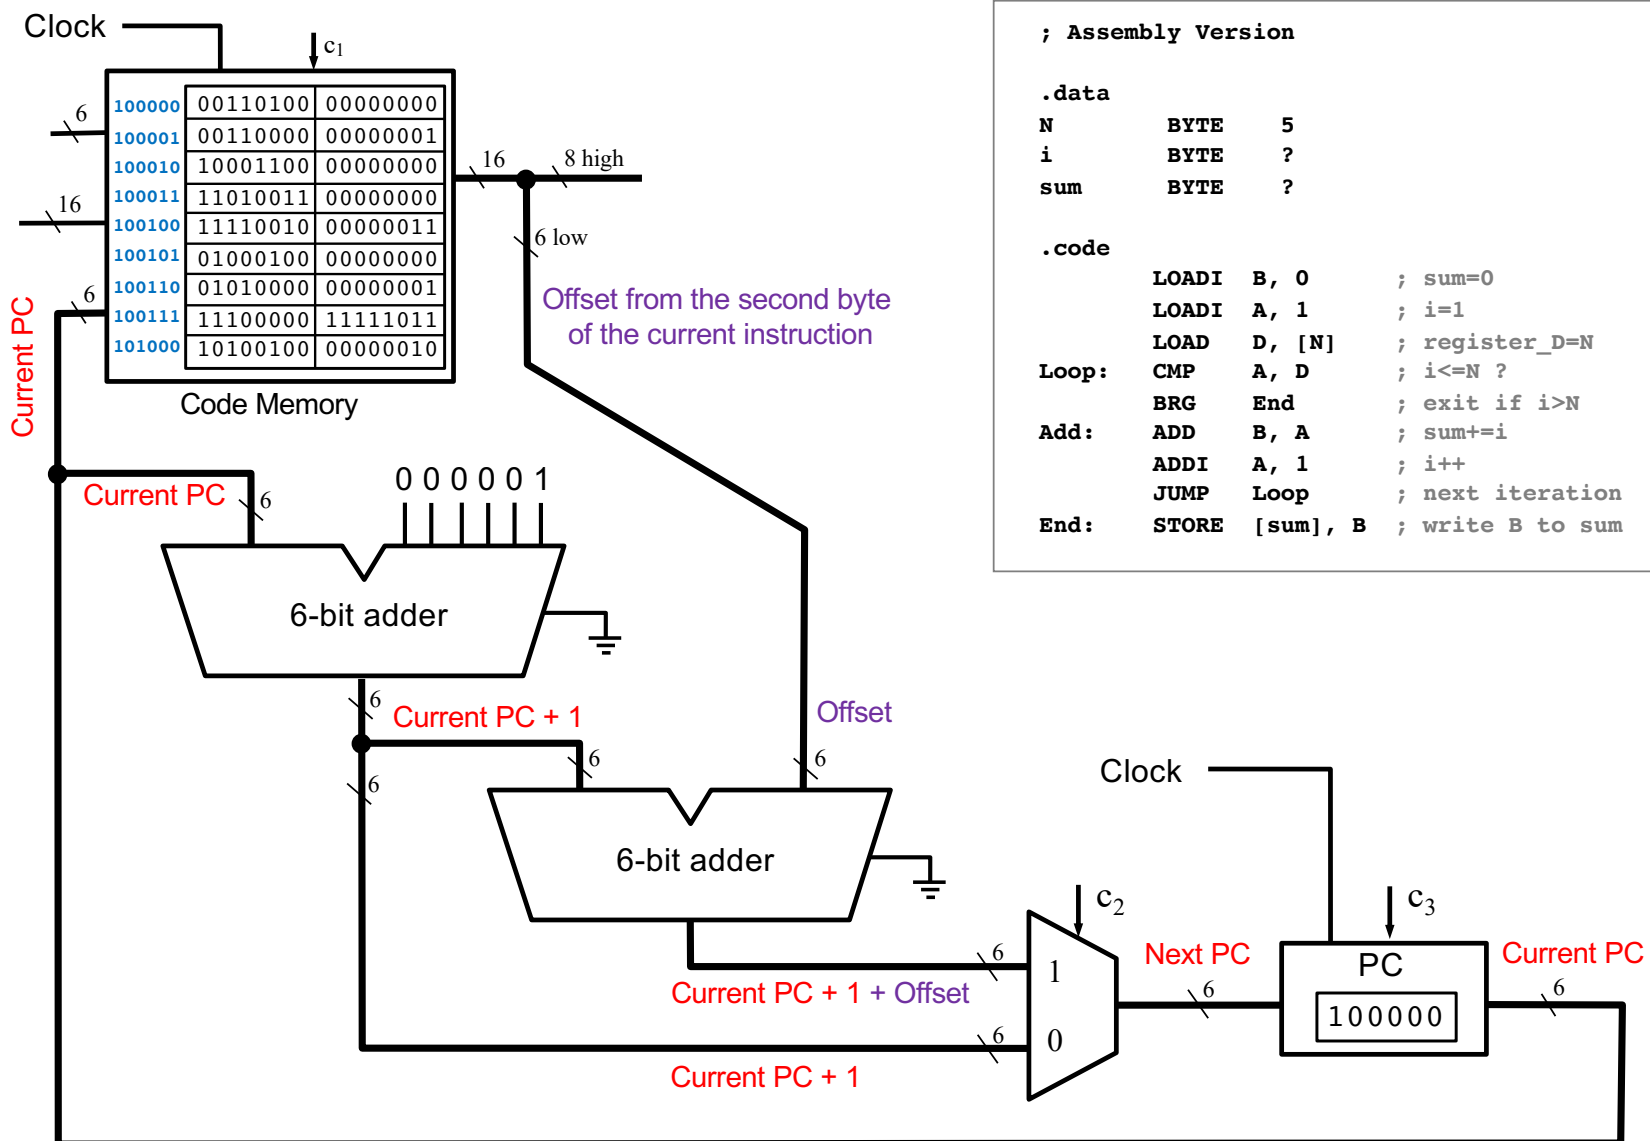 Clock
c1
6
16
6
100000 00110100 00000000
100001 00110000 00000001
100010 10001100 00000000
100011 11010011 00000000
100100 11110010 00000011
100101 01000100 00000000
100110 01010000 00000001
100111 11100000 11111011
101000 10100100 00000010
Code Memory
16
8 high
6 low
Offset from the second byte
of the current instruction
Current PC
Current PC
6
0 0 0 0 0 1
6-bit adder
6
Current PC + 1
6
6
Offset
6
6-bit adder
6
Current PC + 1 + Offset
6
Current PC + 1
c2
1
0
Next PC
6
Clock
c3
PC
100000
Current PC
6
; Assembly Version
.data
N BYTE 5
i BYTE ?
sum BYTE ?
.code
LOADI B, 0 ; sum=0
LOADI A, 1 ; i=1
LOAD D, [N] ; register_D=N
Loop: CMP A, D ; i<=N ?
BRG End ; exit if i>N
Add: ADD B, A ; sum+=i
ADDI A, 1 ; i++
JUMP Loop ; next iteration
End: STORE [sum], B ; write B to sum